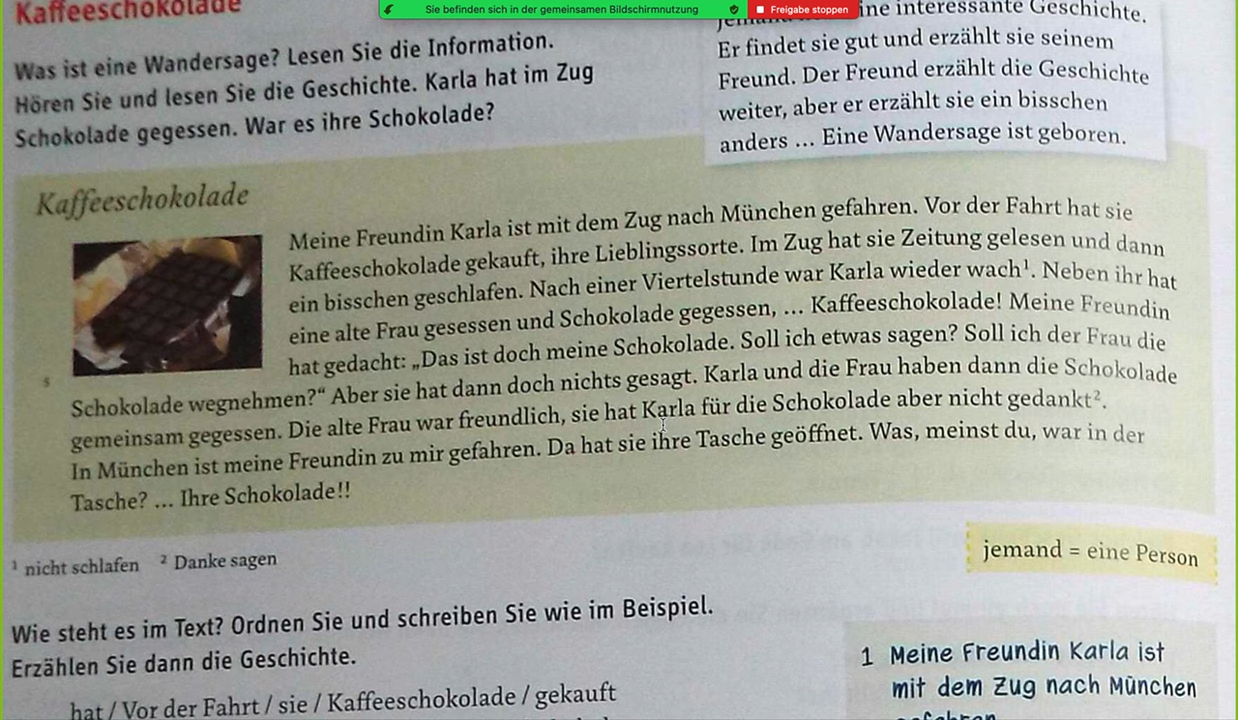 Sie befinden sich in der gemeinsamen Bildschirmnutzung
Freigabe stoppen
Kaffeeschokolade
Was ist eine Wandersage? Lesen Sie die Information.
Hören Sie und lesen Sie die Geschichte. Karla hat im Zug
Schokolade gegessen. War es ihre Schokolade?
interessante Geschichte.
Er findet sie gut und erzählt sie seinem
Freund. Der Freund erzählt die Geschichte
weiter, aber er erzählt sie ein bisschen
anders ... Eine Wandersage ist geboren.
Kaffeeschokolade
Meine Freundin Karla ist mit dem Zug nach München gefahren. Vor der Fahrt hat sie
Kaffeeschokolade gekauft, ihre Lieblingssorte. Im Zug hat sie Zeitung gelesen und dann
ein bisschen geschlafen. Nach einer Viertelstunde war Karla wieder wach¹. Neben ihr hat
eine alte Frau gesessen und Schokolade gegessen, ... Kaffeeschokolade! Meine Freundin
hat gedacht: „Das ist doch meine Schokolade. Soll ich etwas sagen? Soll ich der Frau die
5
Schokolade wegnehmen?“ Aber sie hat dann doch nichts gesagt. Karla und die Frau haben dann die Schokolade
gemeinsam gegessen. Die alte Frau war freundlich, sie hat Karla für die Schokolade aber nicht gedankt².
In München ist meine Freundin zu mir gefahren. Da hat sie ihre Tasche geöffnet. Was, meinst du, war in der
Tasche? ... Ihre Schokolade!!
¹ nicht schlafen ² Danke sagen
jemand = eine Person
Wie steht es im Text? Ordnen Sie und schreiben Sie wie im Beispiel.
Erzählen Sie dann die Geschichte.
hat / Vor der Fahrt / sie / Kaffeeschokolade / gekauft
1 Meine Freundin Karla ist
mit dem Zug nach München
gefahren